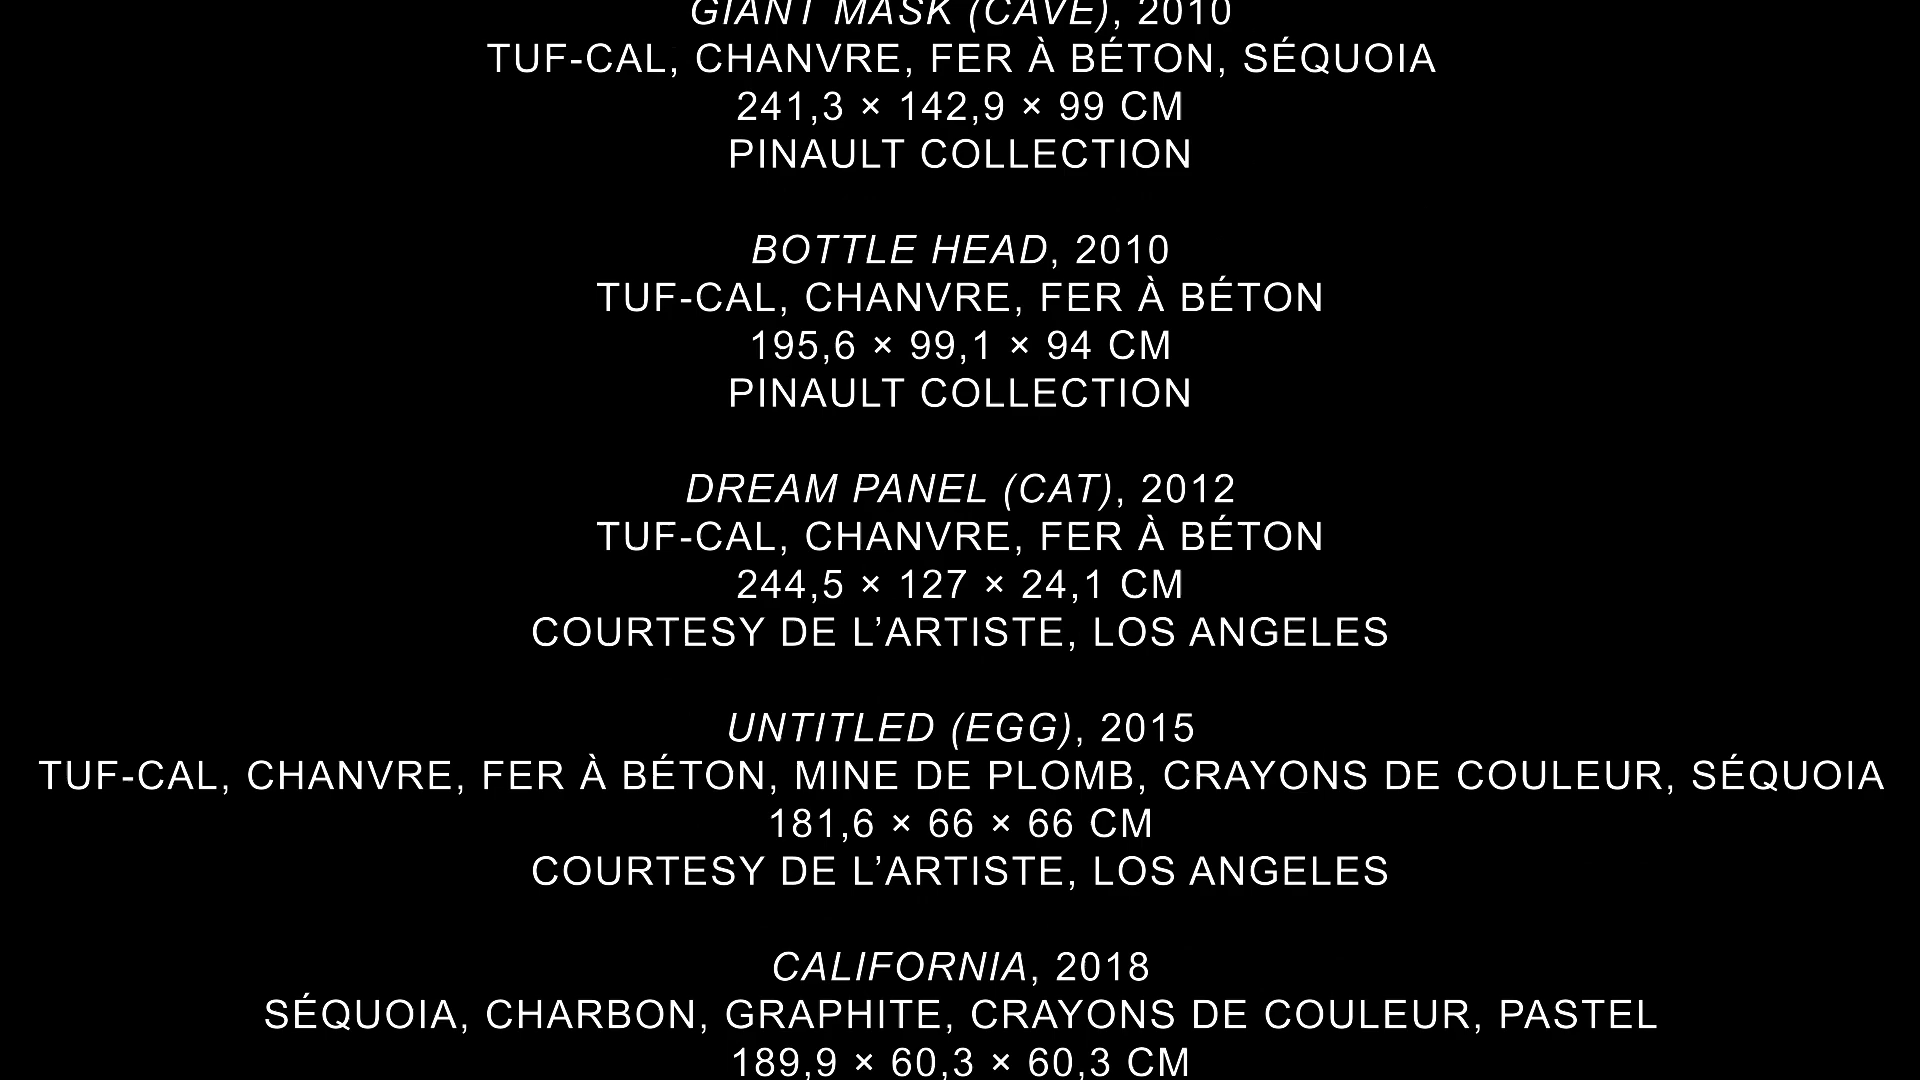 GIANT MASK (CAVE), 2010
TUF-CAL, CHANVRE, FER À BÉTON, SÉQUOIA
241,3 × 142,9 × 99 CM
PINAULT COLLECTION
BOTTLE HEAD, 2010
TUF-CAL, CHANVRE, FER À BÉTON
195,6 × 99,1 × 94 CM
PINAULT COLLECTION
DREAM PANEL (CAT), 2012
TUF-CAL, CHANVRE, FER À BÉTON
244,5 × 127 × 24,1 CM
COURTESY DE L’ARTISTE, LOS ANGELES
UNTITLED (EGG), 2015
TUF-CAL, CHANVRE, FER À BÉTON, MINE DE PLOMB, CRAYONS DE COULEUR, SÉQUOIA
181,6 × 66 × 66 CM
COURTESY DE L’ARTISTE, LOS ANGELES
CALIFORNIA, 2018
SÉQUOIA, CHARBON, GRAPHITE, CRAYONS DE COULEUR, PASTEL
189,9 × 60,3 × 60,3 CM